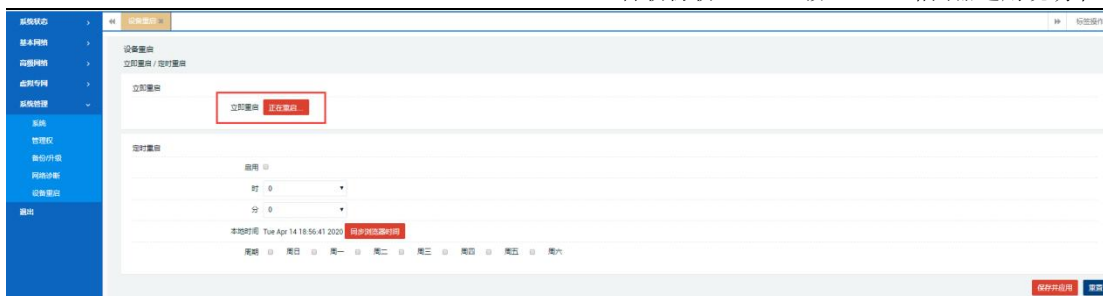 系统状态
基本网络
高级网络
虚拟专网
系统管理
系统
管理权
备份/升级
网络诊断
设备重启
退出
设备重启
标签操作
设备重启
立即重启 / 定时重启
立即重启
立即重启 正在重启...
定时重启
启用
时 0
分 0
本地时间 Tue Apr 14 18:56:41 2020 同步浏览器时间
周期 周日 周一 周二 周三 周四 周五 周六
保存并应用 重置